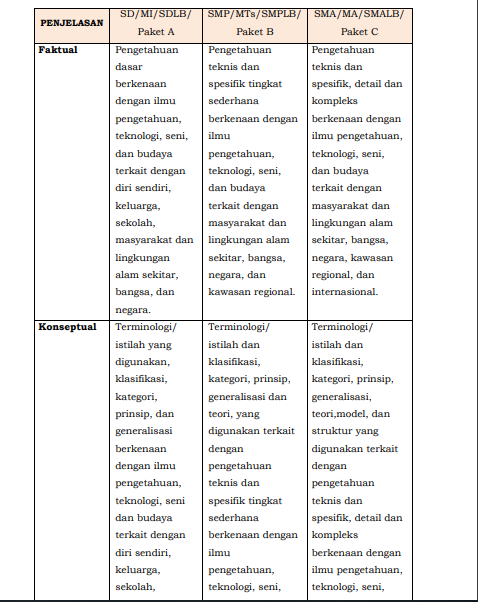 PENJELASAN
SD/MI/SDLB/
Paket A
SMP/MTs/SMPLB/
Paket B
SMA/MA/SMALB/
Paket C
Faktual
Pengetahuan
dasar
berkenaan
dengan ilmu
pengetahuan,
teknologi, seni,
dan budaya
terkait dengan
diri sendiri,
keluarga,
sekolah,
masyarakat dan
lingkungan
alam sekitar,
bangsa, dan
negara.
Pengetahuan
teknis dan
spesifik tingkat
sederhana
berkenaan dengan
ilmu
pengetahuan,
teknologi, seni,
dan budaya
terkait dengan
masyarakat dan
lingkungan alam
sekitar, bangsa,
negara, dan
kawasan regional.
Pengetahuan
teknis dan
spesifik, detail dan
kompleks
berkenaan dengan
ilmu pengetahuan,
teknologi, seni,
dan budaya
terkait dengan
masyarakat dan
lingkungan alam
sekitar, bangsa,
negara, kawasan
regional, dan
internasional.
Konseptual
Terminologi/
istilah yang
digunakan,
klasifikasi,
kategori,
prinsip, dan
generalisasi
berkenaan
dengan ilmu
pengetahuan,
teknologi, seni
dan budaya
terkait dengan
diri sendiri,
keluarga,
sekolah,
Terminologi/
istilah dan
klasifikasi,
kategori, prinsip,
generalisasi dan
teori, yang
digunakan terkait
dengan
pengetahuan
teknis dan
spesifik tingkat
sederhana
berkenaan dengan
ilmu
pengetahuan,
teknologi, seni,
Terminologi/
istilah dan
klasifikasi,
kategori, prinsip,
generalisasi,
teori,model, dan
struktur yang
digunakan terkait
dengan
pengetahuan
teknis dan
spesifik, detail dan
kompleks
berkenaan dengan
ilmu pengetahuan,
teknologi, seni,